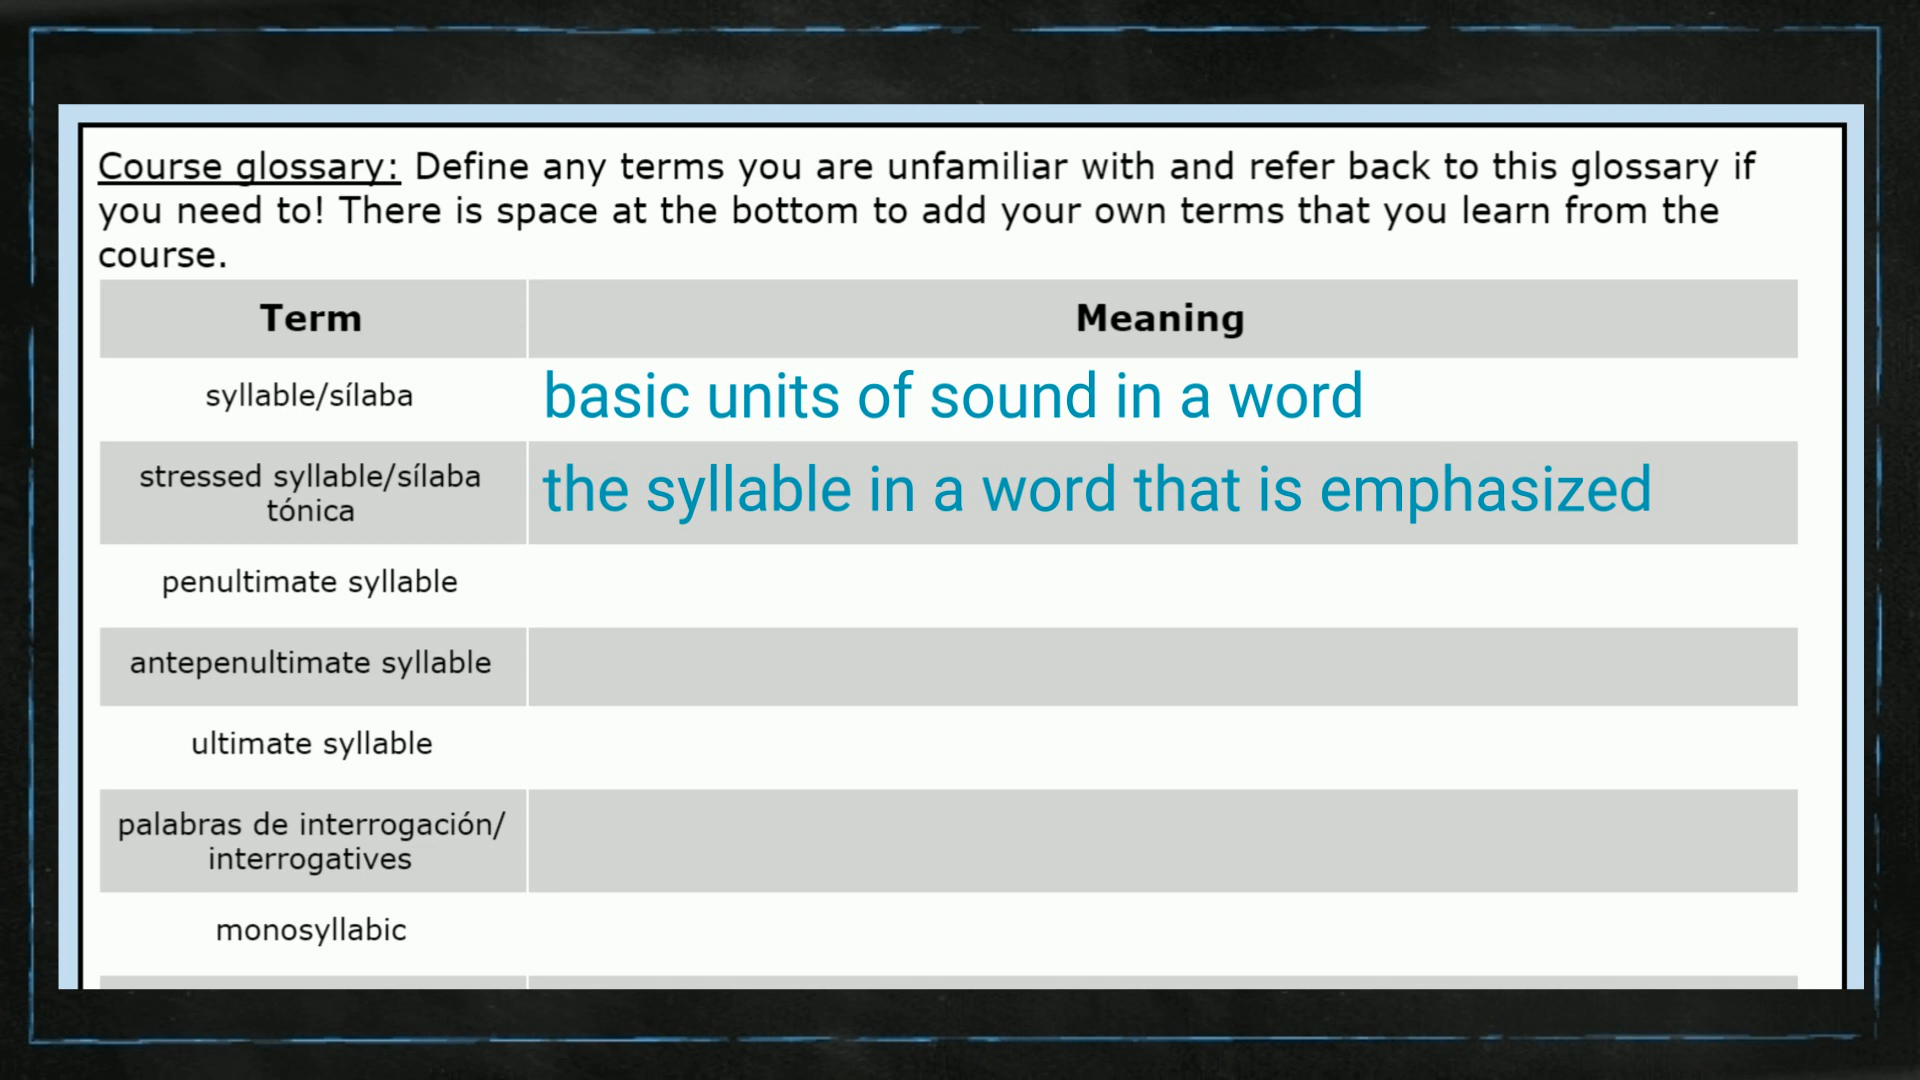 Course glossary: Define any terms you are unfamiliar with and refer back to this glossary if
you need to! There is space at the bottom to add your own terms that you learn from the
course.
Term Meaning
syllable/sílaba basic units of sound in a word
stressed syllable/sílaba
tónica
the syllable in a word that is emphasized
penultimate syllable
antepenultimate syllable
ultimate syllable
palabras de interrogación/
interrogatives
monosyllabic